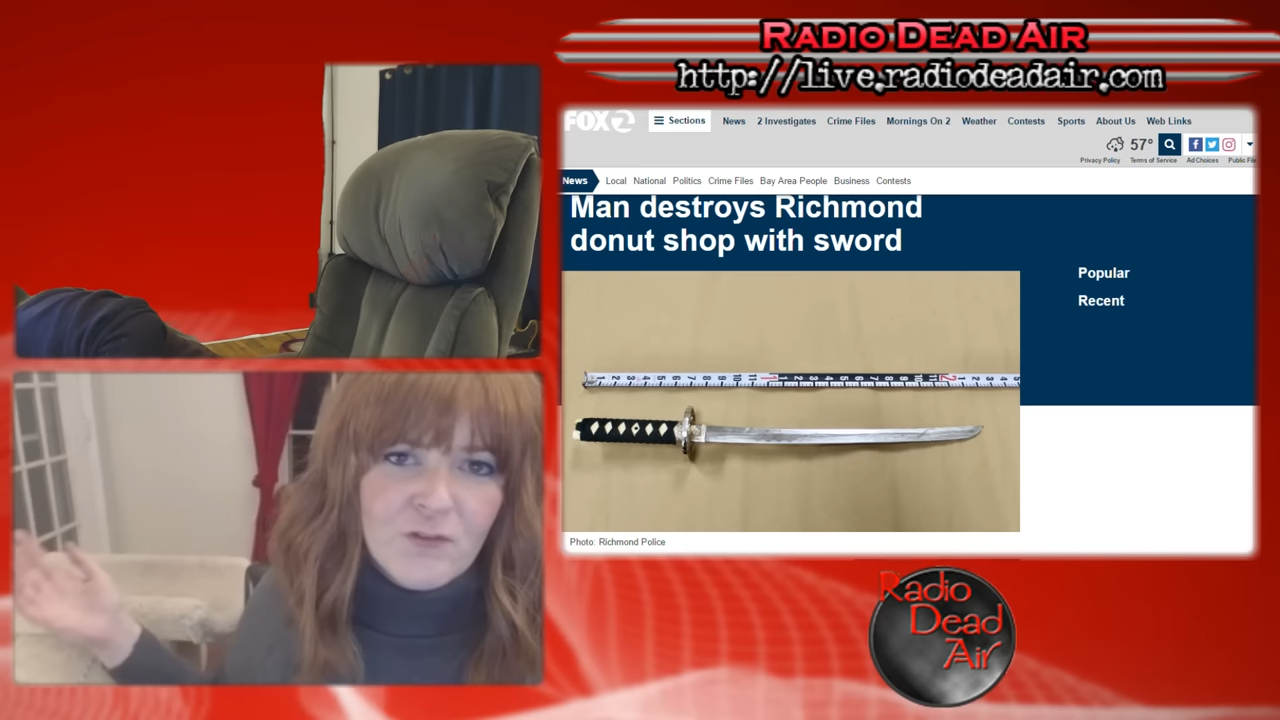 Radio Dead Air
http://live.radiodeadair.com
FOX 2
Sections News 2 Investigates Crime Files Mornings On 2 Weather Contests Sports About Us Web Links
57°
Privacy Policy Terms of Service Ad Choices Public File
News Local National Politics Crime Files Bay Area People Business Contests
Man destroys Richmond
donut shop with sword
Popular
Recent
Photo: Richmond Police
Radio
Dead
Air